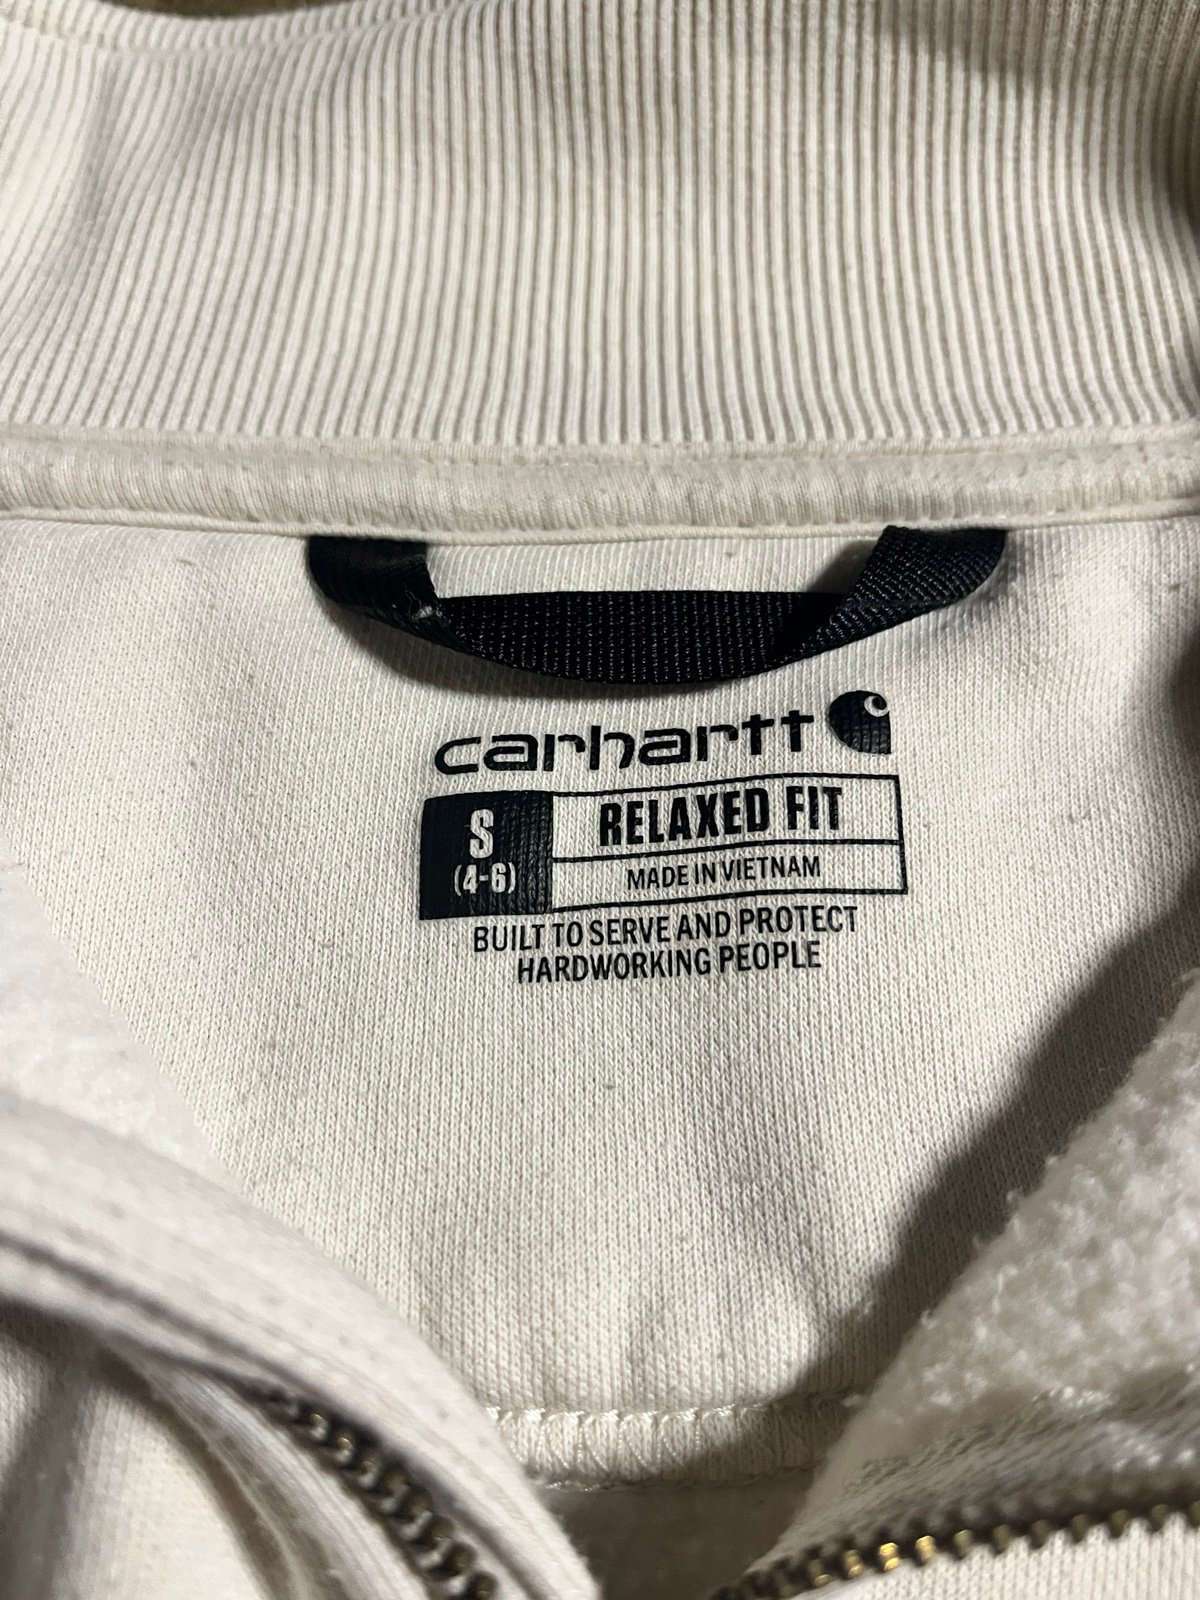 carhartt
S
(4-6)
RELAXED FIT
MADE IN VIETNAM
BUILT TO SERVE AND PROTECT
HARDWORKING PEOPLE